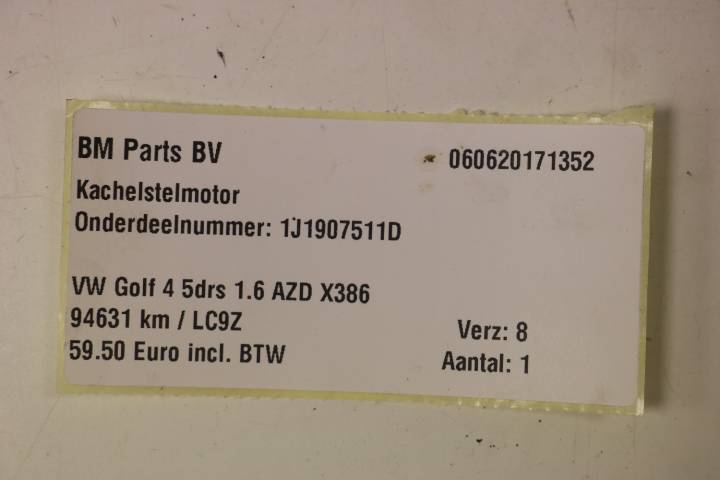 BM Parts BV 060620171352
Kachelstelmotor
Onderdeelnummer: 1J1907511D
VW Golf 4 5drs 1.6 AZD X386
94631 km / LC9Z Verz: 8
59.50 Euro incl. BTW Aantal: 1